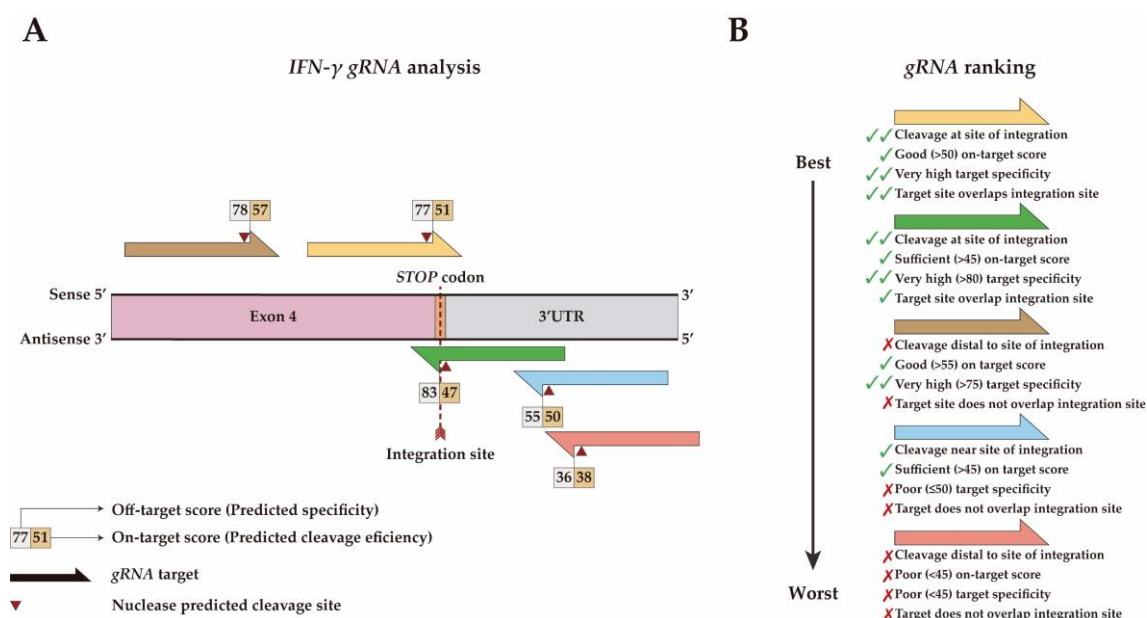 A
IFN-γ gRNA analysis
78 57
77 51
STOP codon
Sense 5′
3′
Exon 4
3′UTR
Antisense 3′
5′
83 47
55 50
36 38
Integration site
Off-target score (Predicted specificity)
77 51
On-target score (Predicted cleavage eficiency)
gRNA target
Nuclease predicted cleavage site
B
gRNA ranking
Best
Worst
Cleavage at site of integration
Good (>50) on-target score
Very high target specificity
Target site overlaps integration site
Cleavage at site of integration
Sufficient (>45) on-target score
Very high (>80) target specificity
Target site overlap integration site
Cleavage distal to site of integration
Good (>55) on target score
Very high (>75) target specificity
Target site does not overlap integration site
Cleavage near site of integration
Sufficient (>45) on target score
Poor (≤50) target specificity
Target does not overlap integration site
Cleavage distal to site of integration
Poor (<45) on-target score
Poor (<45) target specificity
Target does not overlap integration site